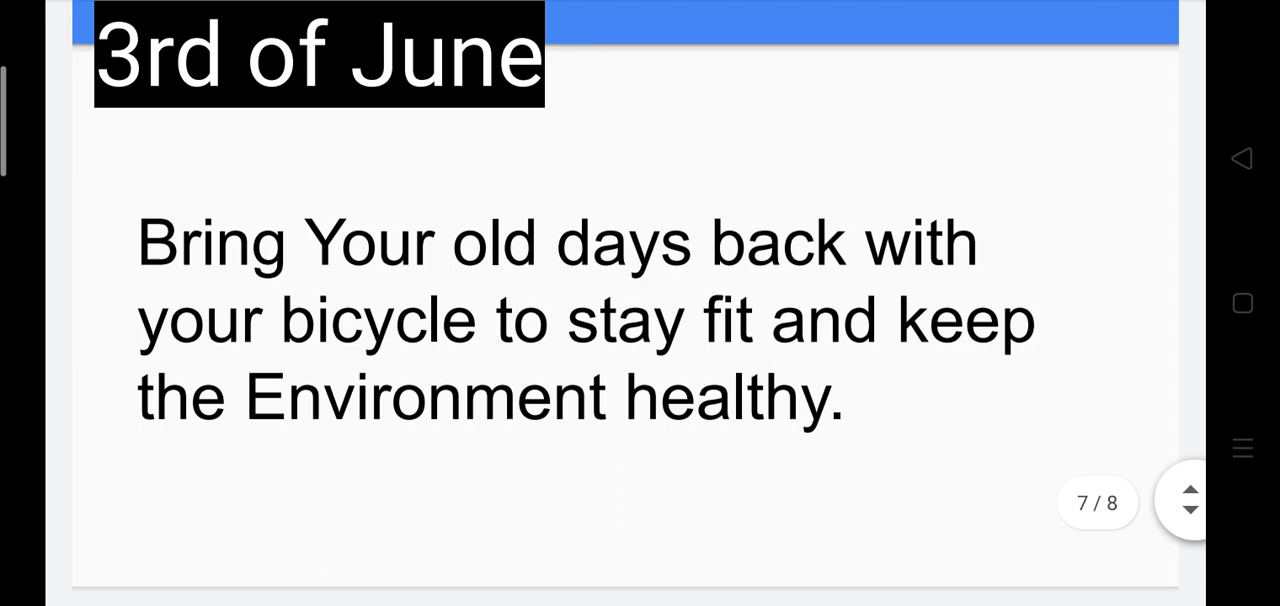 3rd of June
Bring Your old days back with
your bicycle to stay fit and keep
the Environment healthy.
7 / 8